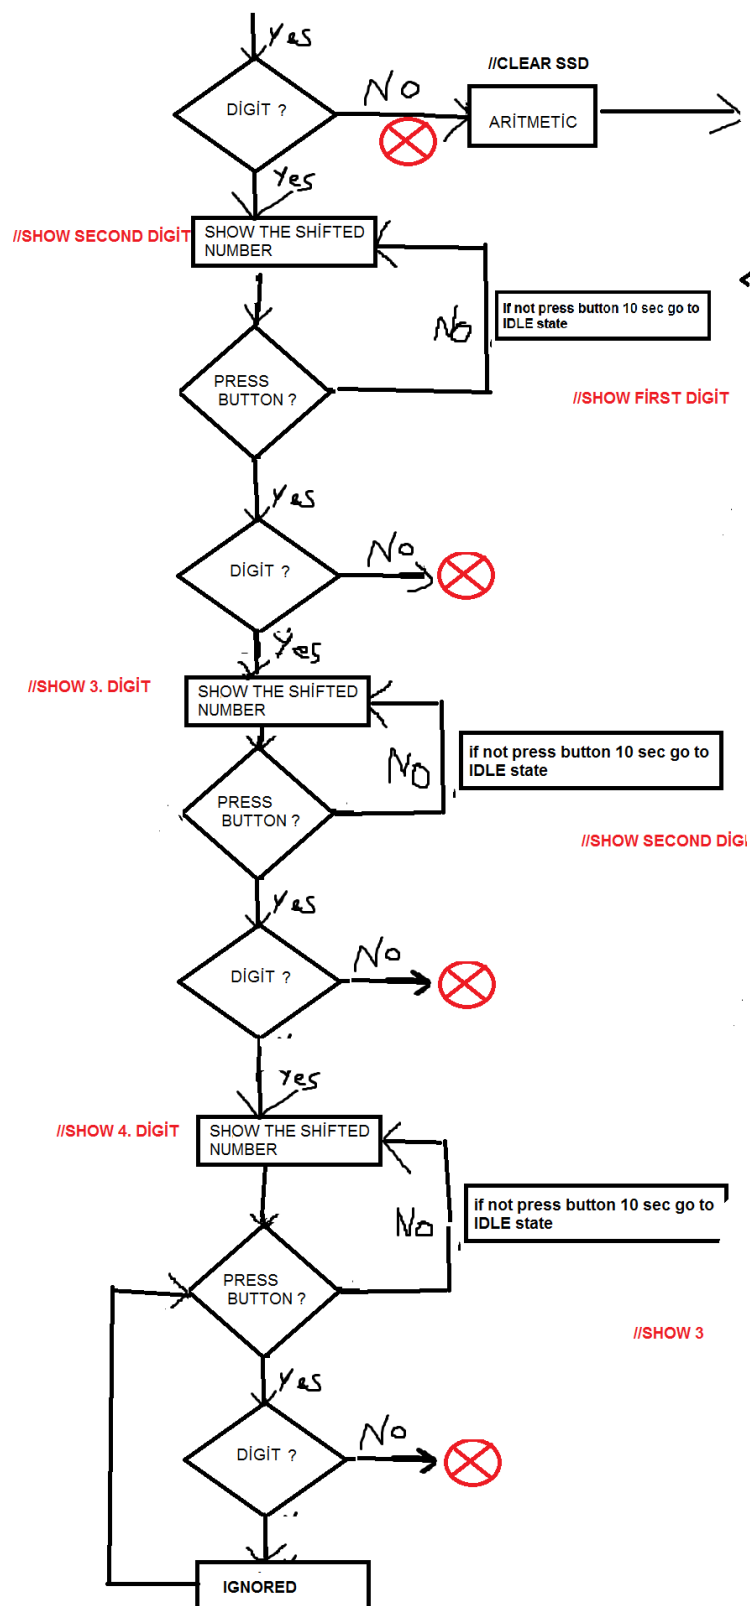 Yes
//CLEAR SSD
No
DİGİT ?
ARİTMETİC
Yes
//SHOW SECOND DİGİT
SHOW THE SHİFTED
NUMBER
If not press button 10 sec go to
IDLE state
No
PRESS
BUTTON ?
//SHOW FİRST DİGİT
Yes
No
DİGİT ?
Yes
//SHOW 3. DİGİT
SHOW THE SHİFTED
NUMBER
if not press button 10 sec go to
IDLE state
No
PRESS
BUTTON ?
//SHOW SECOND DİGİ
Yes
No
DİGİT ?
Yes
//SHOW 4. DİGİT
SHOW THE SHİFTED
NUMBER
if not press button 10 sec go to
IDLE state
No
PRESS
BUTTON ?
//SHOW 3
Yes
No
DİGİT ?
IGNORED